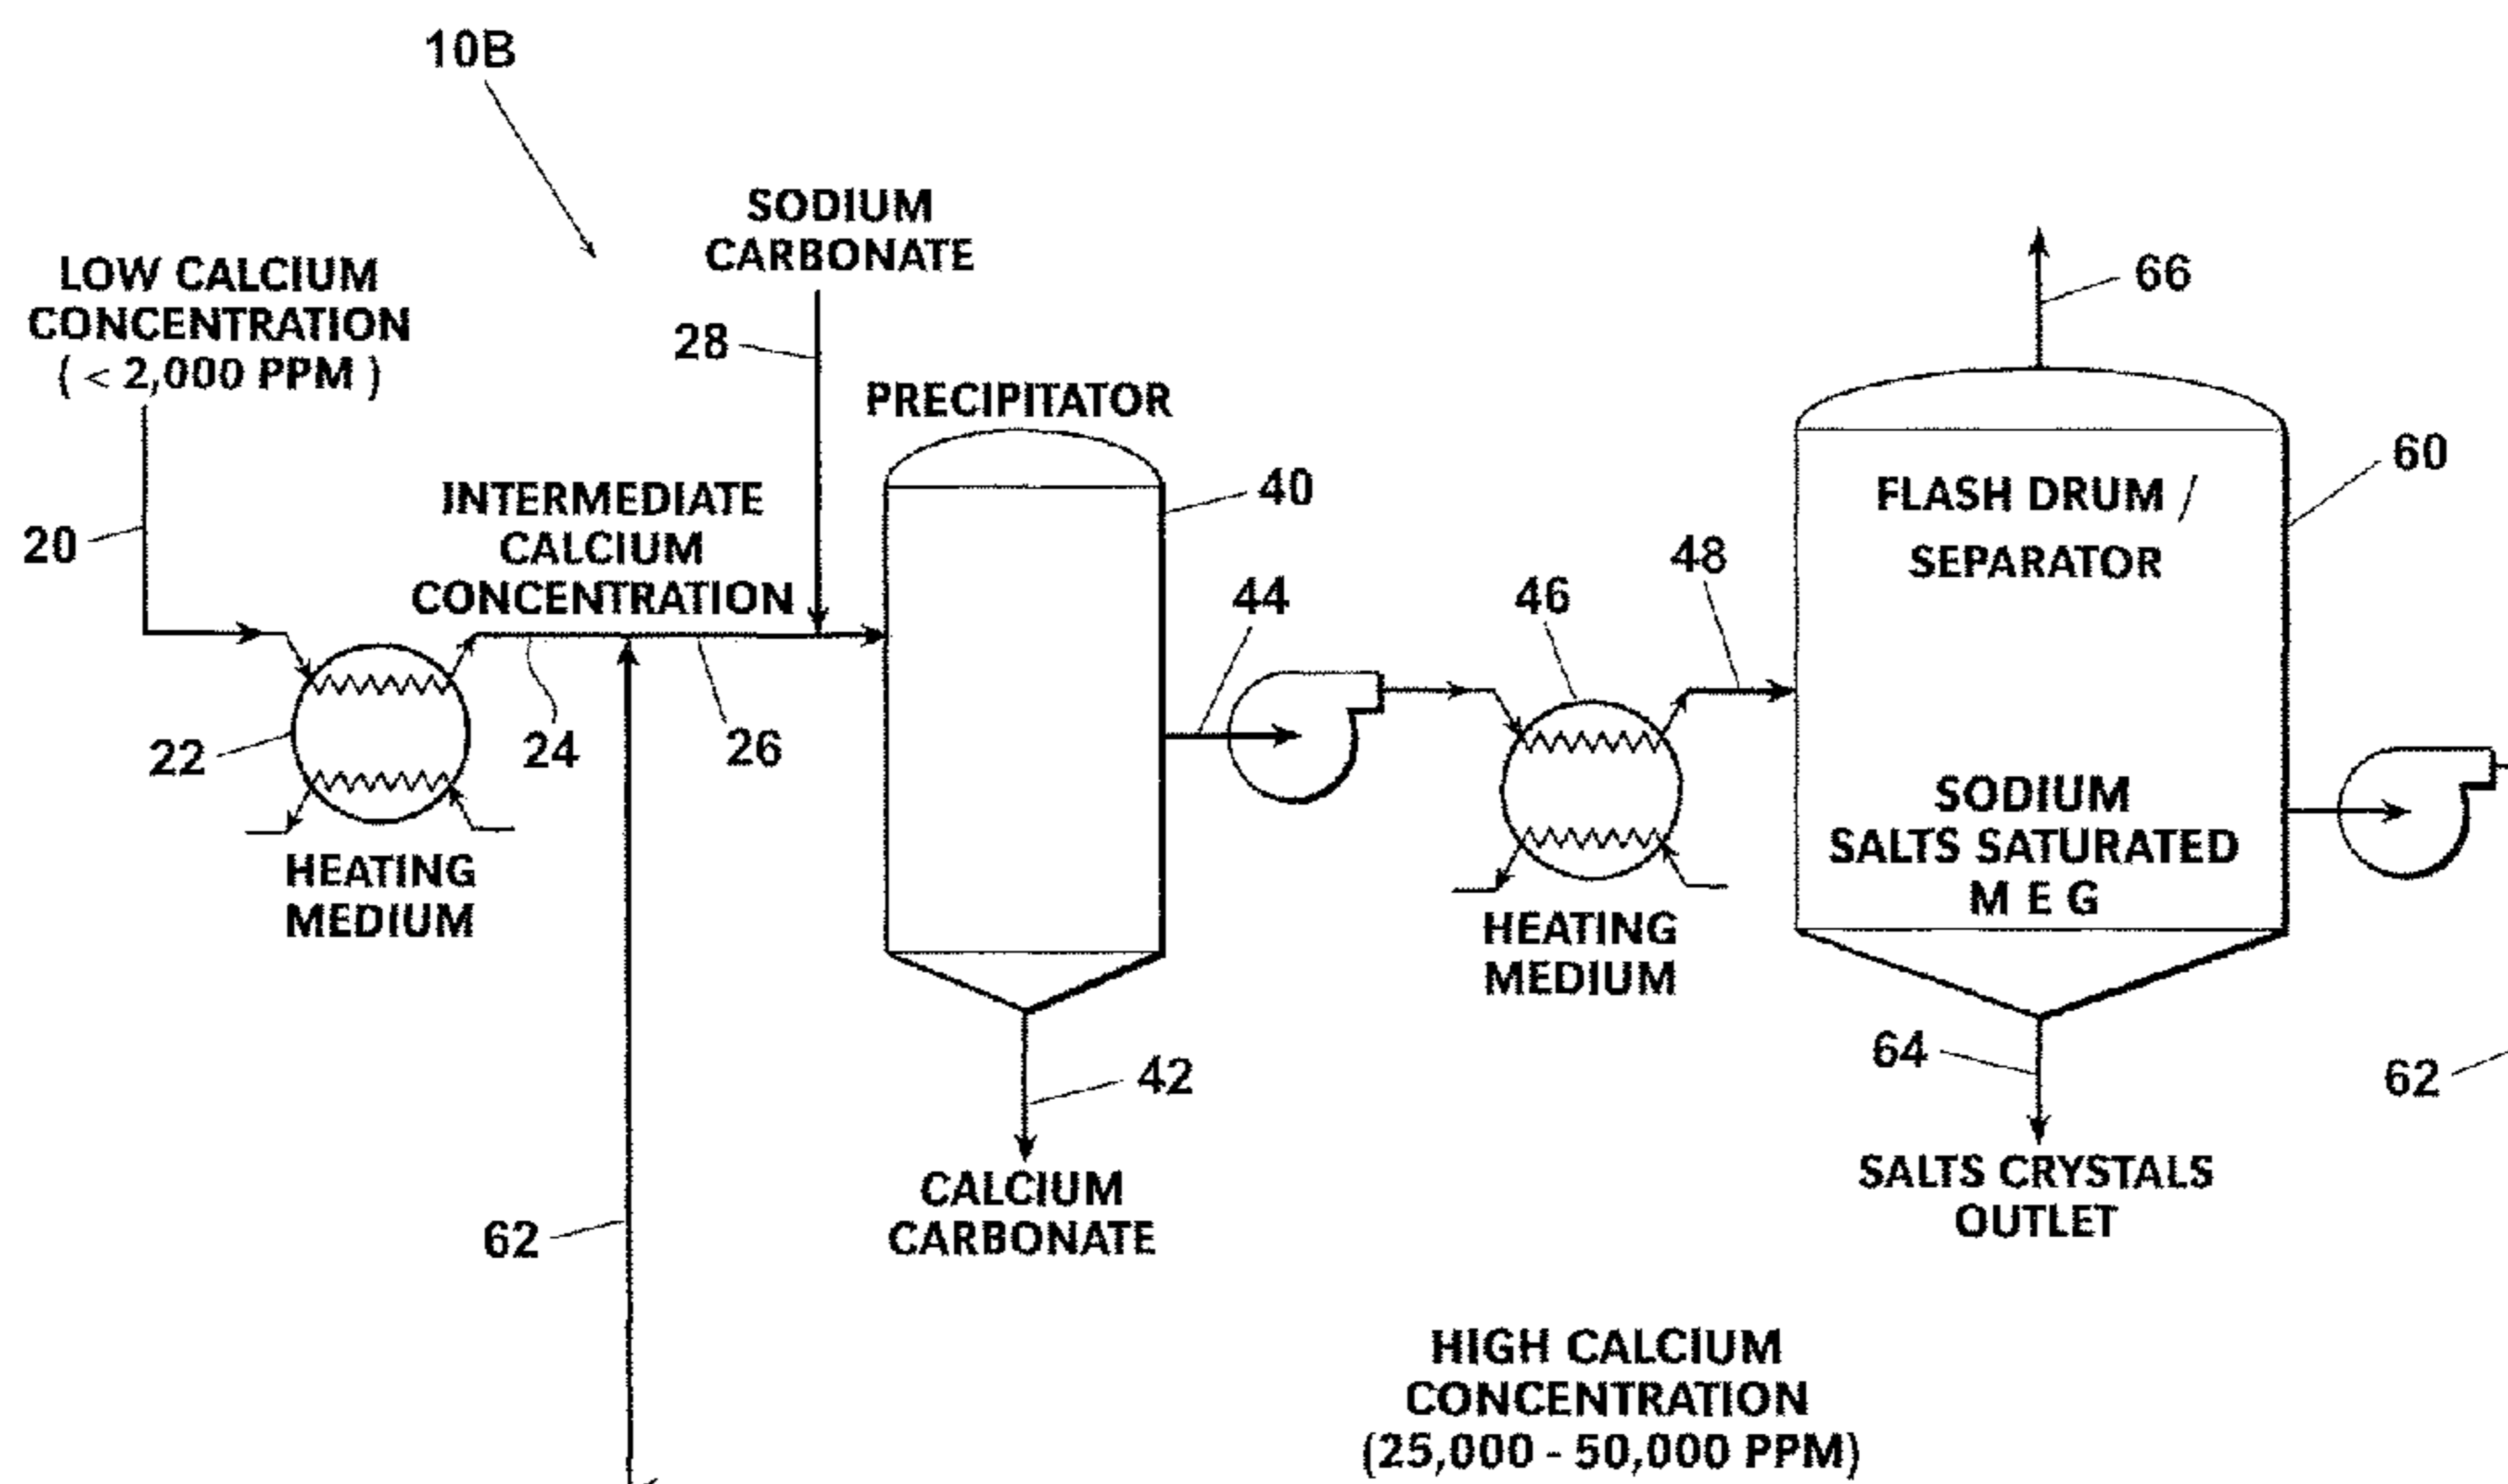 10B
SODIUM
CARBONATE
LOW CALCIUM
CONCENTRATION
( < 2,000 PPM )
28
66
PRECIPITATOR
60
40
FLASH DRUM /
SEPARATOR
INTERMEDIATE
CALCIUM
CONCENTRATION
20
48
44
46
22
24
26
SODIUM
SALTS SATURATED
M E G
HEATING
MEDIUM
HEATING
MEDIUM
64
62
42
SALTS CRYSTALS
OUTLET
CALCIUM
CARBONATE
62
HIGH CALCIUM
CONCENTRATION
(25,000 - 50,000 PPM)